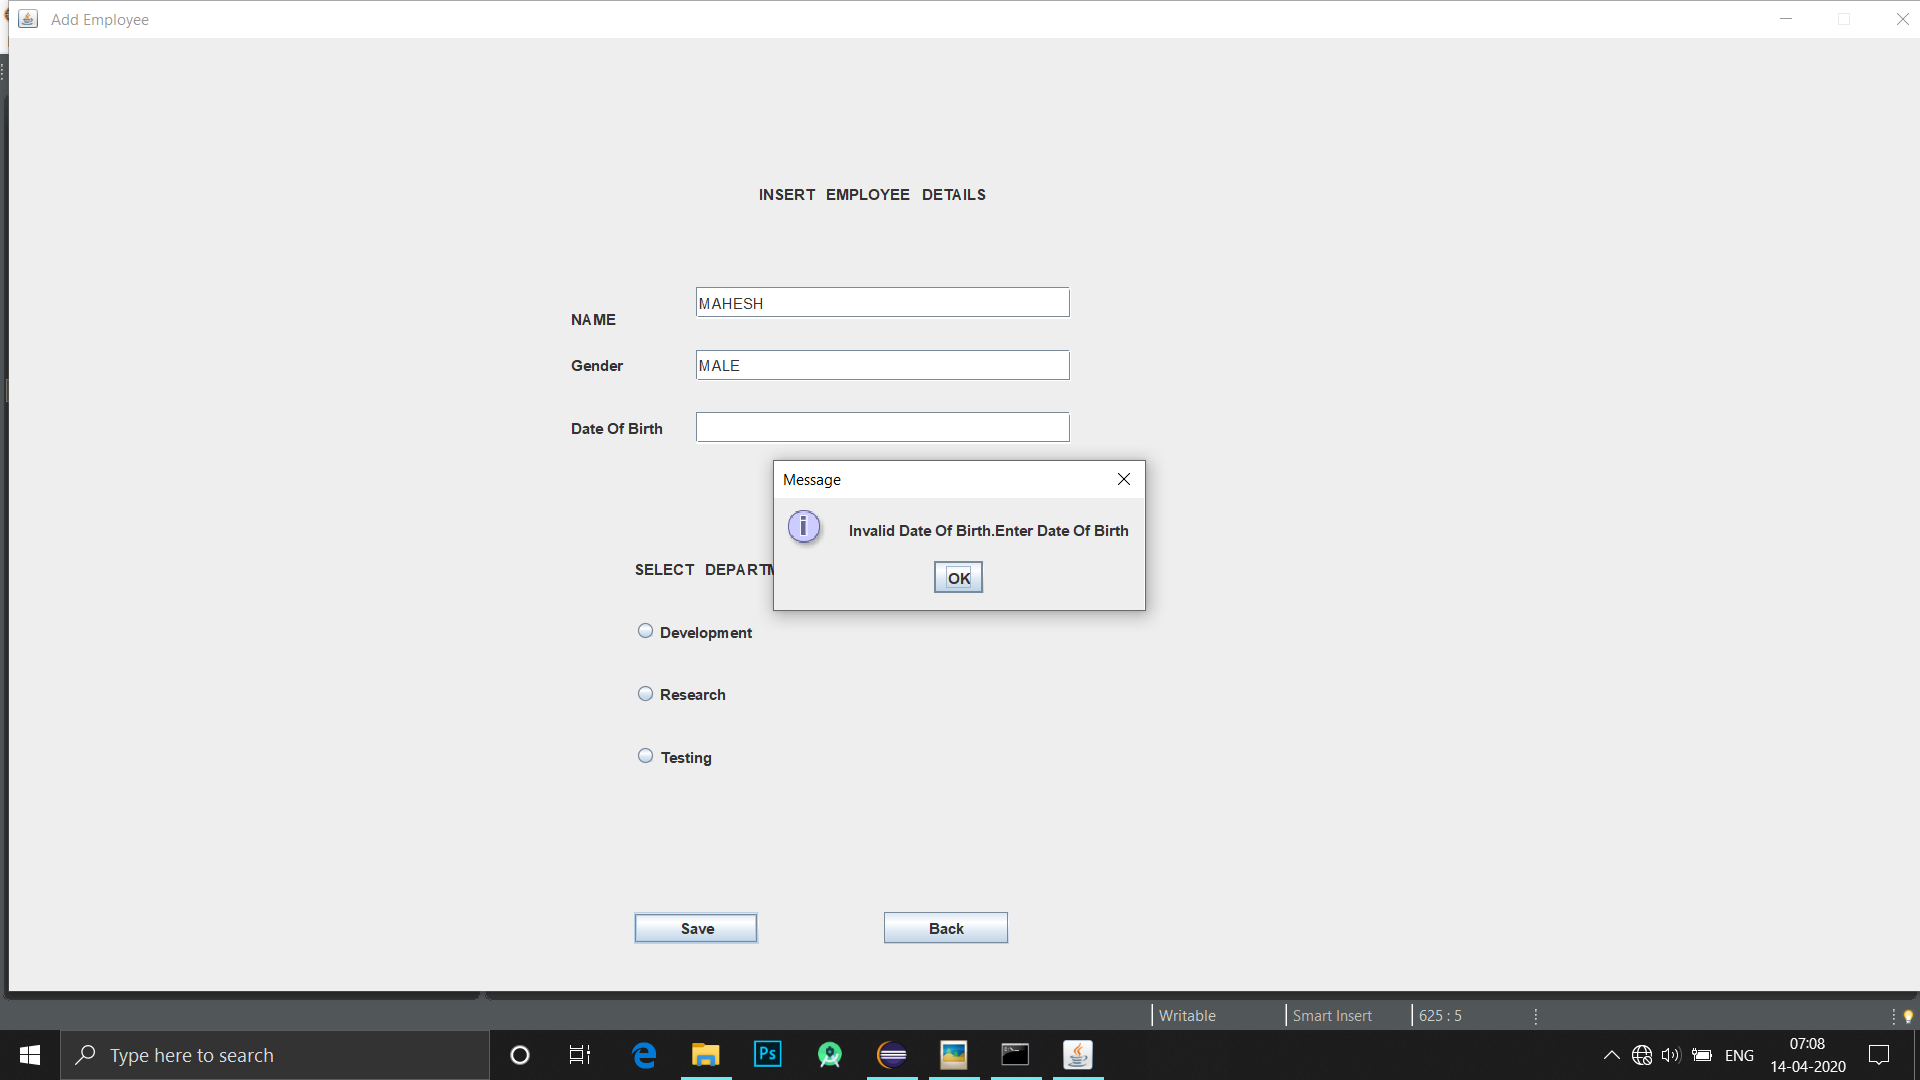 Add Employee
INSERT EMPLOYEE DETAILS
NAME
MAHESH
Gender
MALE
Date Of Birth
Message
Invalid Date Of Birth.Enter Date Of Birth
OK
SELECT DEPARTM
Development
Research
Testing
Save
Back
Writable
Smart Insert
625 : 5
Type here to search
Ps
ENG
07:08
14-04-2020